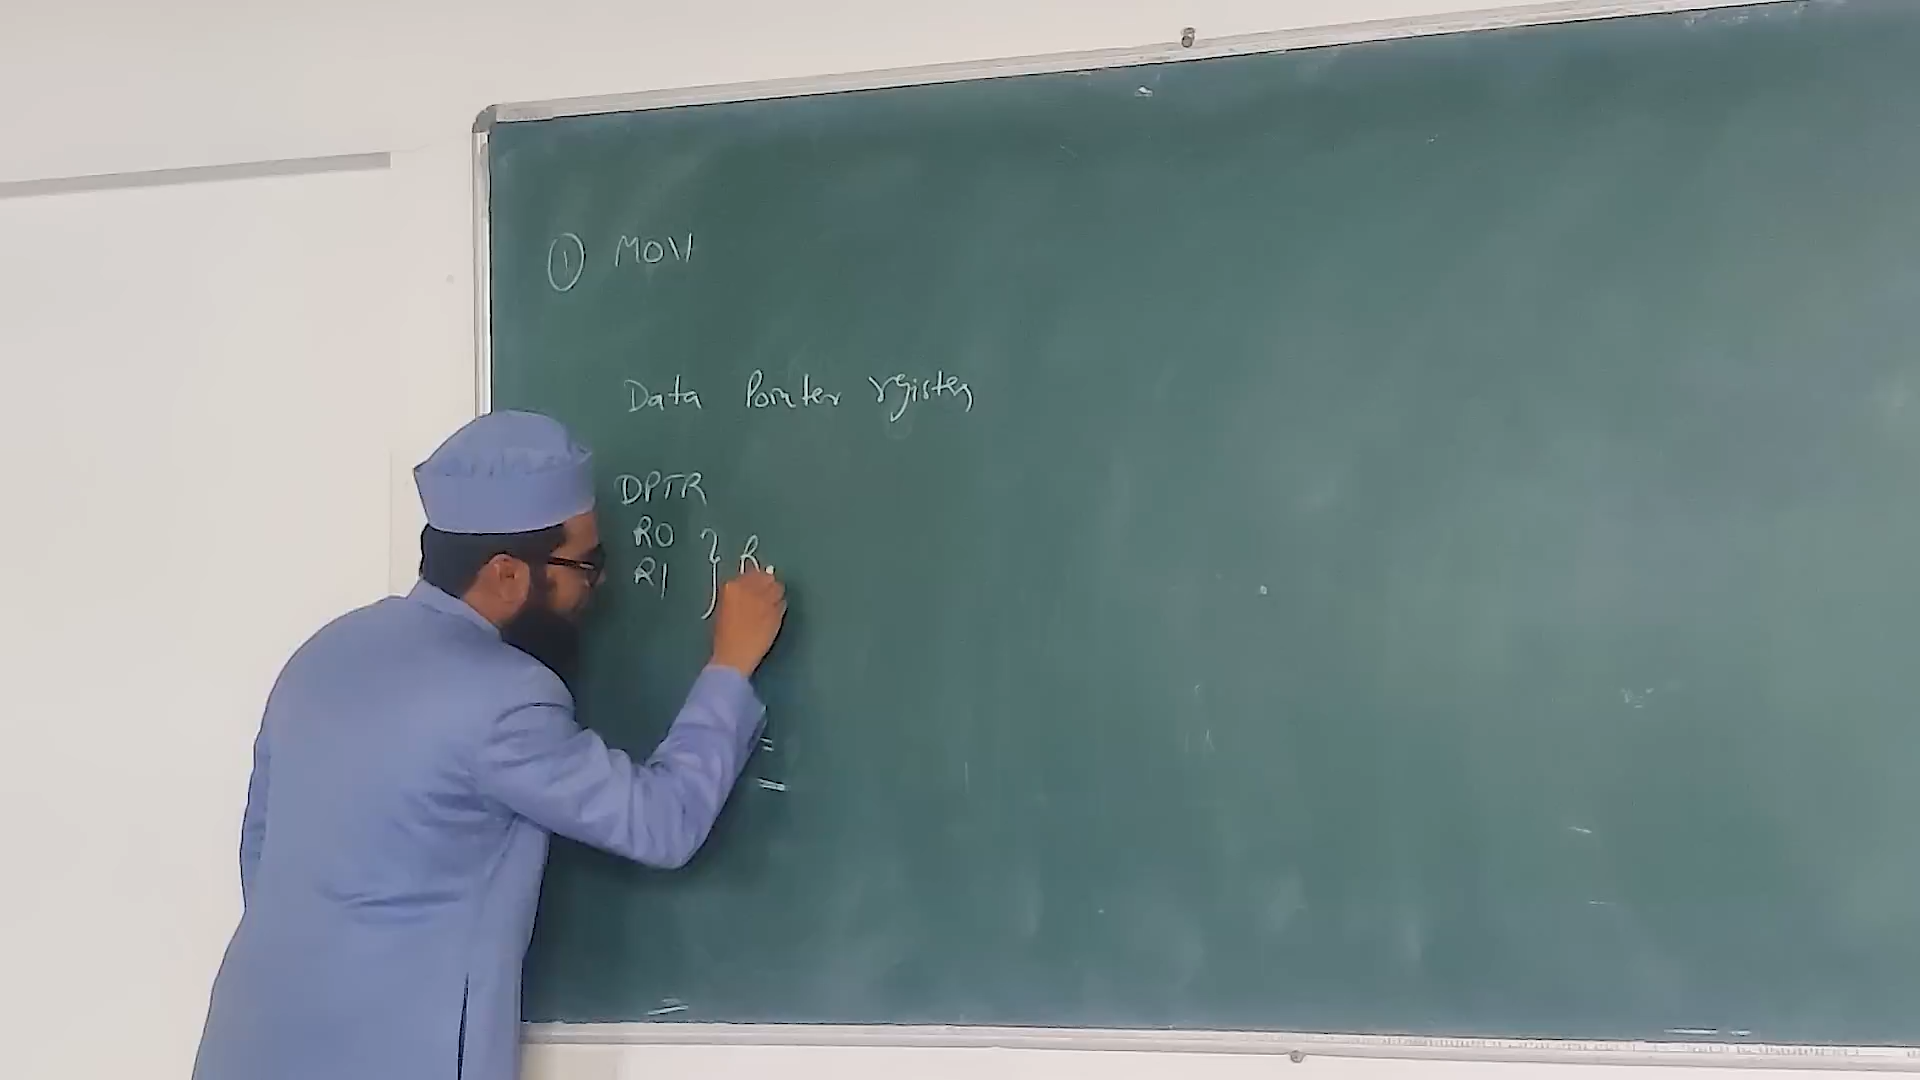 ① MOV
Data Pointer register
DPTR
R0
R1 } R
=
=